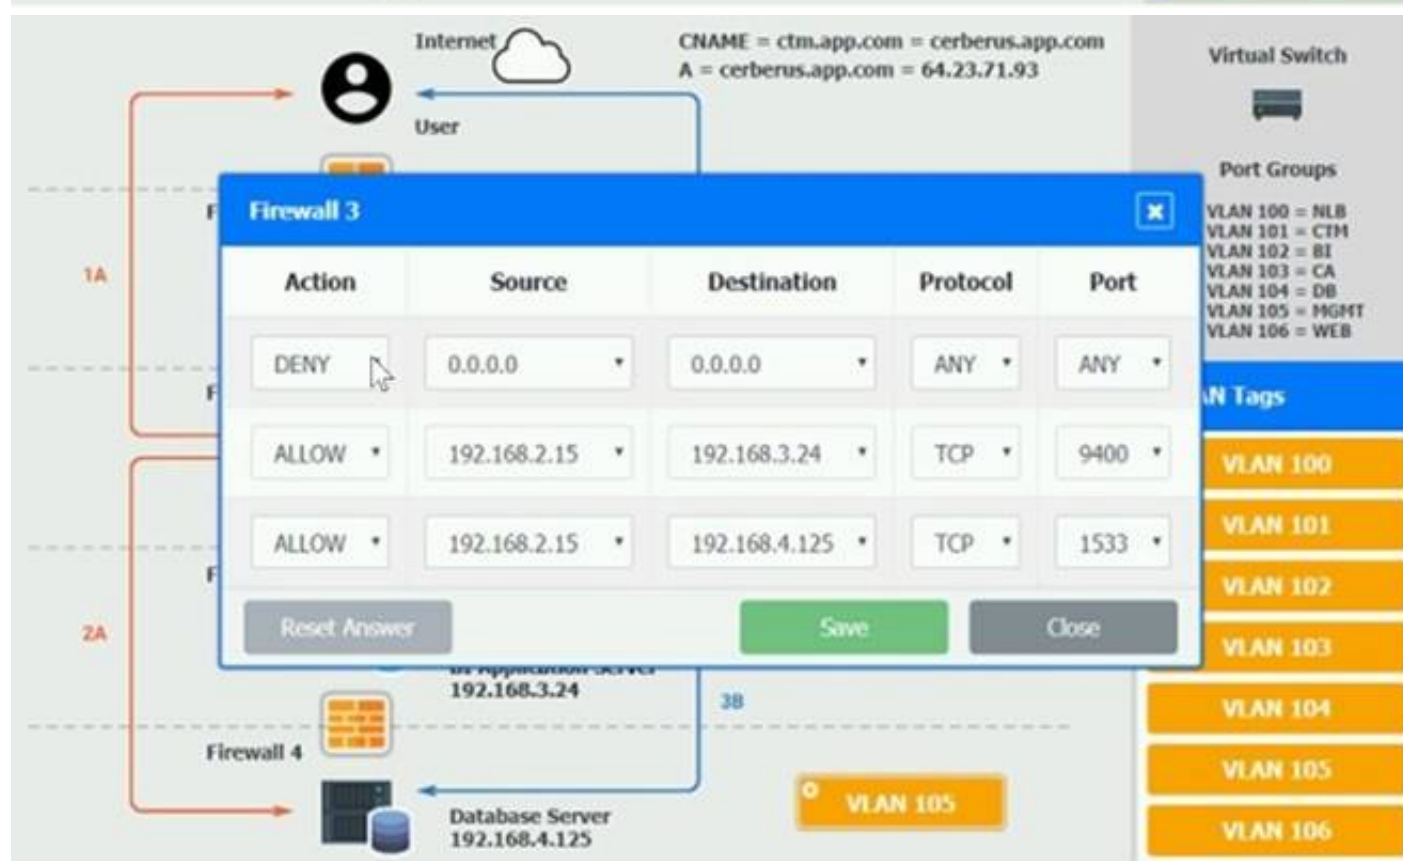 Internet
CNAME = ctm.app.com = cerberus.app.com
A = cerberus.app.com = 64.23.71.93
User
Virtual Switch
Port Groups
VLAN 100 = NLB
VLAN 101 = CTM
VLAN 102 = BI
VLAN 103 = CA
VLAN 104 = DB
VLAN 105 = MGMT
VLAN 106 = WEB
F
Firewall 3
1A
Action Source Destination Protocol Port
DENY 0.0.0.0 0.0.0.0 ANY ANY
F
ALLOW 192.168.2.15 192.168.3.24 TCP 9400
ALLOW 192.168.2.15 192.168.4.125 TCP 1533
F
Reset Answer Save Close
2A
BI Application Server
192.168.3.24
3B
Firewall 4
Database Server
192.168.4.125
VLAN 105
N Tags
VLAN 100
VLAN 101
VLAN 102
VLAN 103
VLAN 104
VLAN 105
VLAN 106